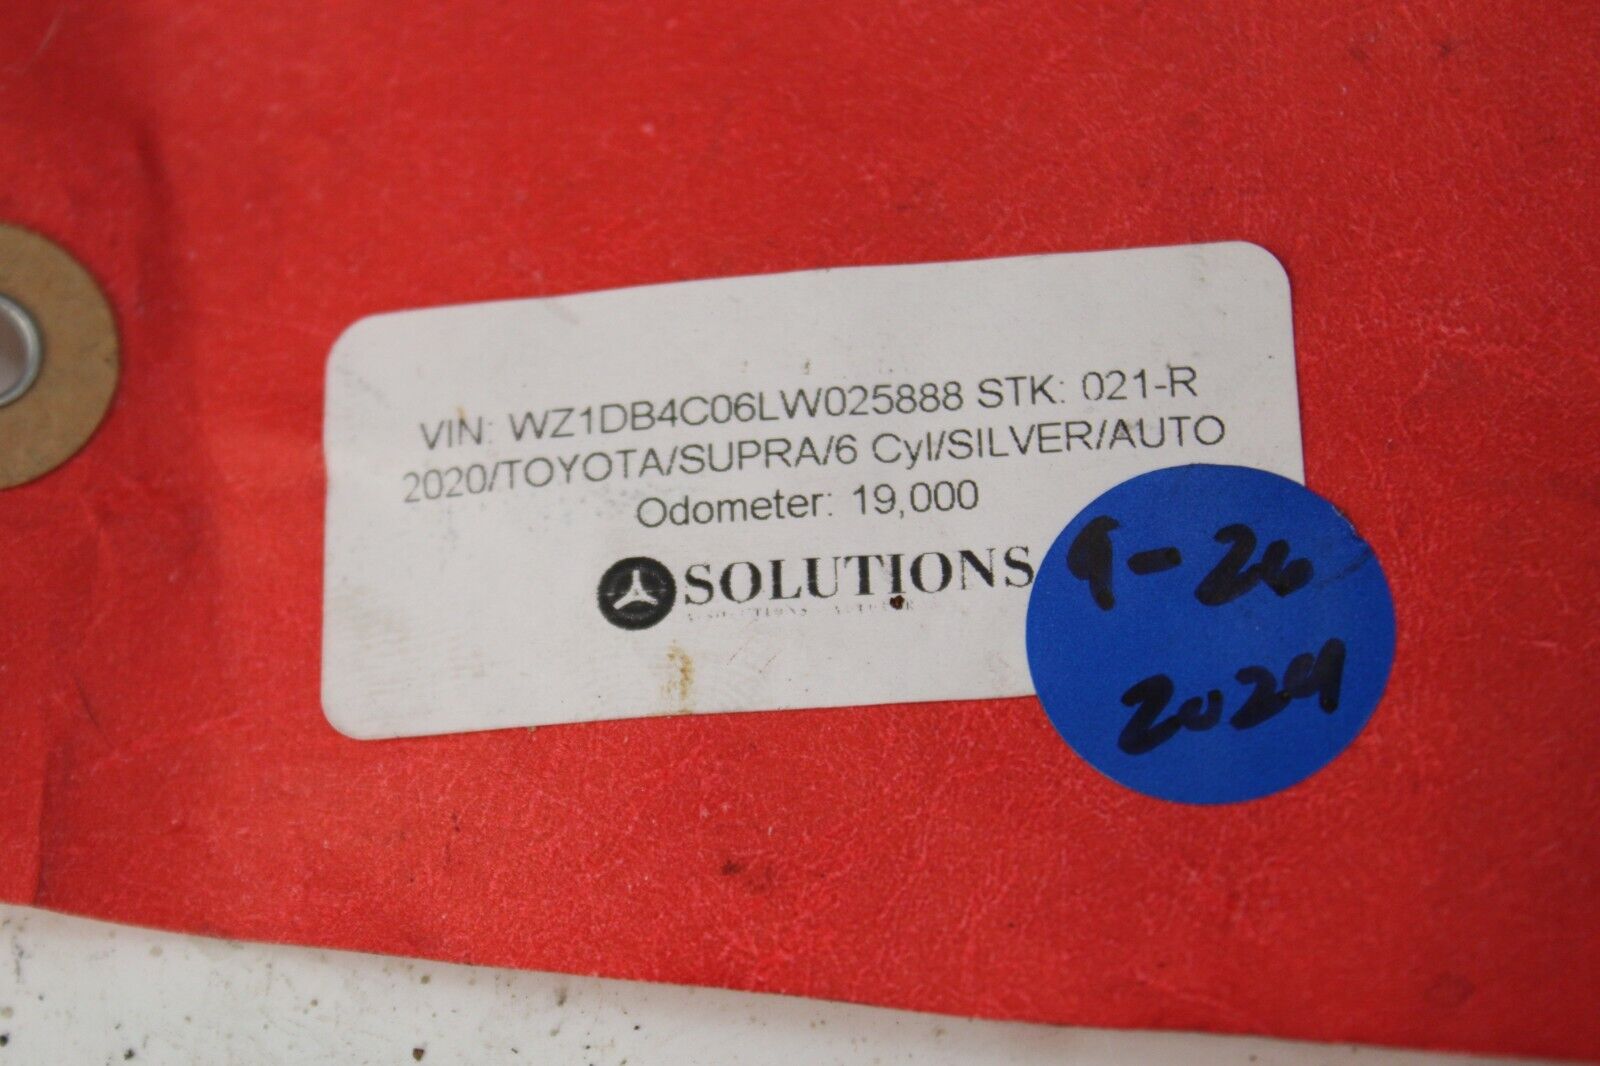 VIN: WZ1DB4C06LW025888 STK: 021-R
2020/TOYOTA/SUPRA/6 Cyl/SILVER/AUTO
Odometer: 19,000
SOLUTIONS
9-26
2024